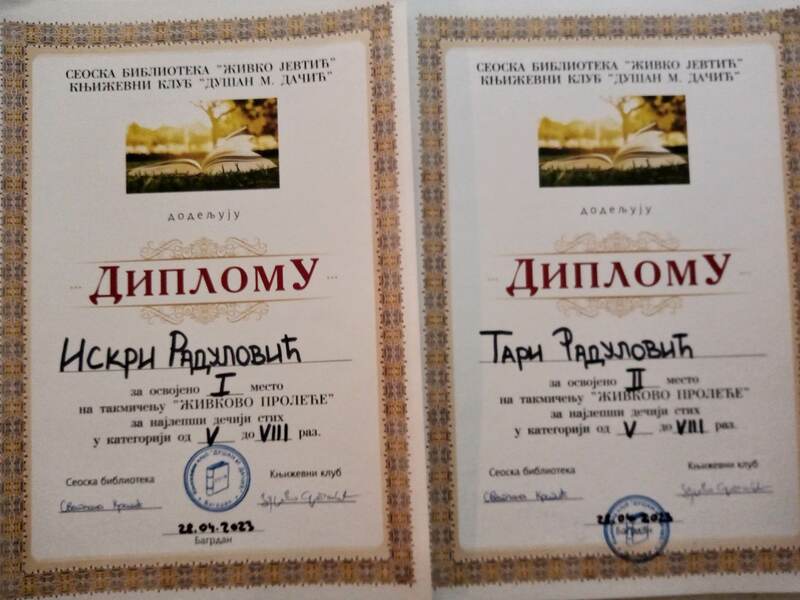 СЕОСКА БИБЛИОТЕКА "ЖИВКО ЈЕВТИЋ"
КЊИЖЕВНИ КЛУБ "ДУШАН М. ДАЧИЋ"
додељују
ДИПЛОМУ
Искри Радуловић
за освојено I место
на такмичењу "ЖИВКОВО ПРОЛЕЋЕ"
за најлепши дечији стих
у категорији од V до VIII раз.
Сеоска библиотека Књижевни клуб
28.04.2023
Багрдан
СЕОСКА БИБЛИОТЕКА "ЖИВКО ЈЕВТИЋ"
КЊИЖЕВНИ КЛУБ "ДУШАН М. ДАЧИЋ"
додељују
ДИПЛОМУ
Тари Радуловић
за освојено II место
на такмичењу "ЖИВКОВО ПРОЛЕЋЕ"
за најлепши дечији стих
у категорији од V до VIII раз.
Сеоска библиотека Књижевни клуб
28.04.2023
Багрдан